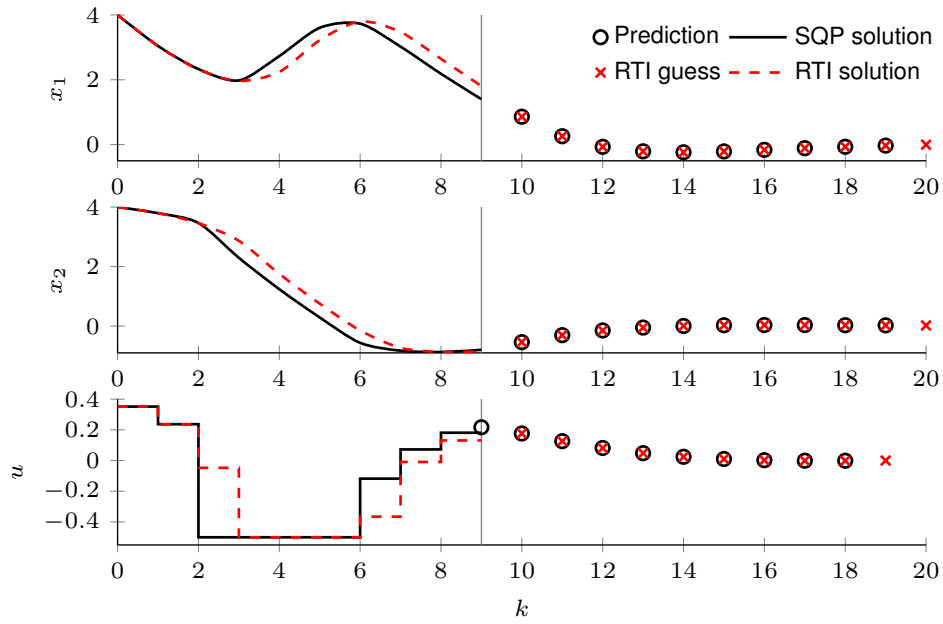 4
2
0
x₁
Prediction
SQP solution
RTI guess
RTI solution
0 2 4 6 8 10 12 14 16 18 20
4
2
0
x₂
0 2 4 6 8 10 12 14 16 18 20
0.4
0.2
0
−0.2
−0.4
u
0 2 4 6 8 10 12 14 16 18 20
k